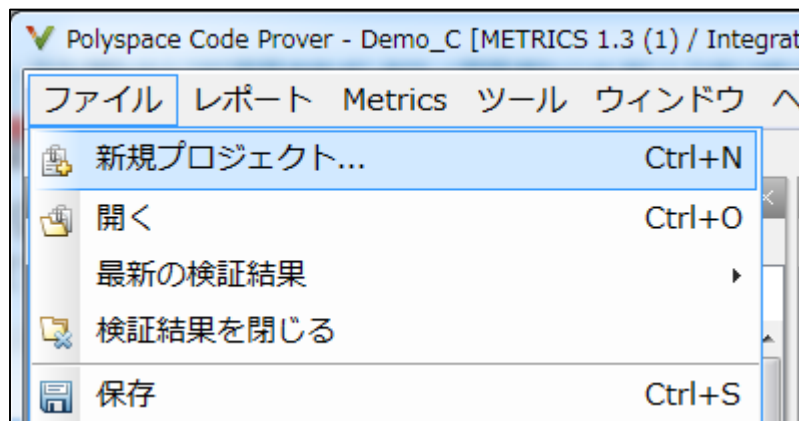 Polyspace Code Prover - Demo_C [METRICS 1.3 (1) / Integrat
ファイル レポート Metrics ツール ウィンドウ ヘ
新規プロジェクト... Ctrl+N
開く Ctrl+O
最新の検証結果
検証結果を閉じる
保存 Ctrl+S